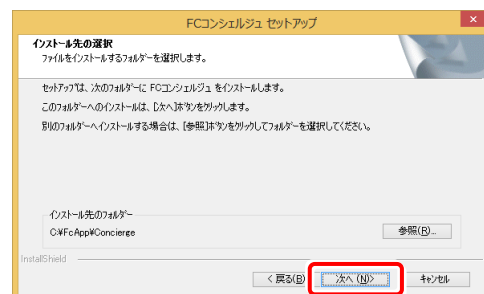 FCコンシェルジュ セットアップ
×
インストール先の選択
ファイルをインストールするフォルダーを選択します。
セットアップは、次のフォルダーに FCコンシェルジュ をインストールします。
このフォルダーへのインストールは、[次へ]ボタンをクリックします。
別のフォルダーへインストールする場合は、[参照]ボタンをクリックしてフォルダーを選択してください。
インストール先のフォルダー
C:¥FcApp¥Concierge
参照(R)...
InstallShield
< 戻る(B)
次へ (N)>
キャンセル